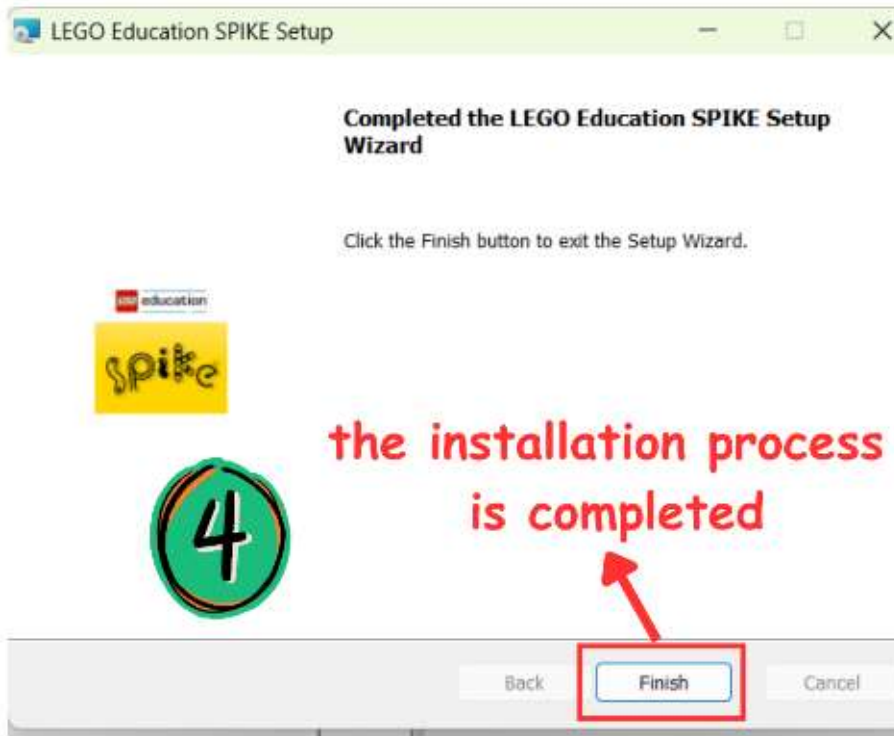 LEGO Education SPIKE Setup
Completed the LEGO Education SPIKE Setup
Wizard
Click the Finish button to exit the Setup Wizard.
LEGO education
spike
4
the installation process
is completed
Back
Finish
Cancel